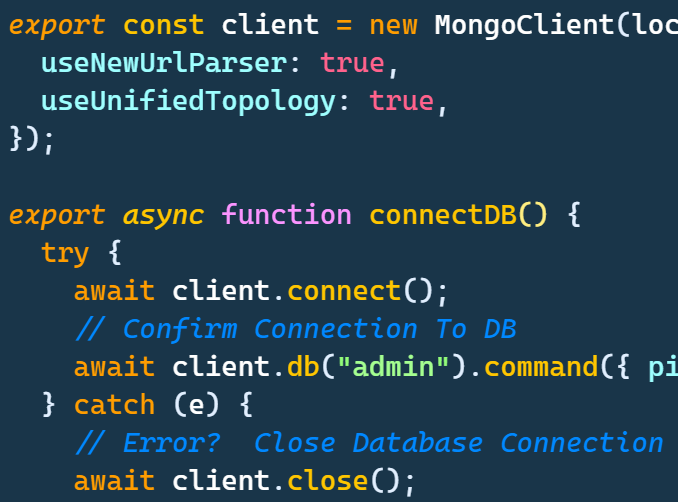 export const client = new MongoClient(loc
  useNewUrlParser: true,
  useUnifiedTopology: true,
});
export async function connectDB() {
  try {
    await client.connect();
    // Confirm Connection To DB
    await client.db("admin").command({ pi
  } catch (e) {
    // Error?  Close Database Connection
    await client.close();